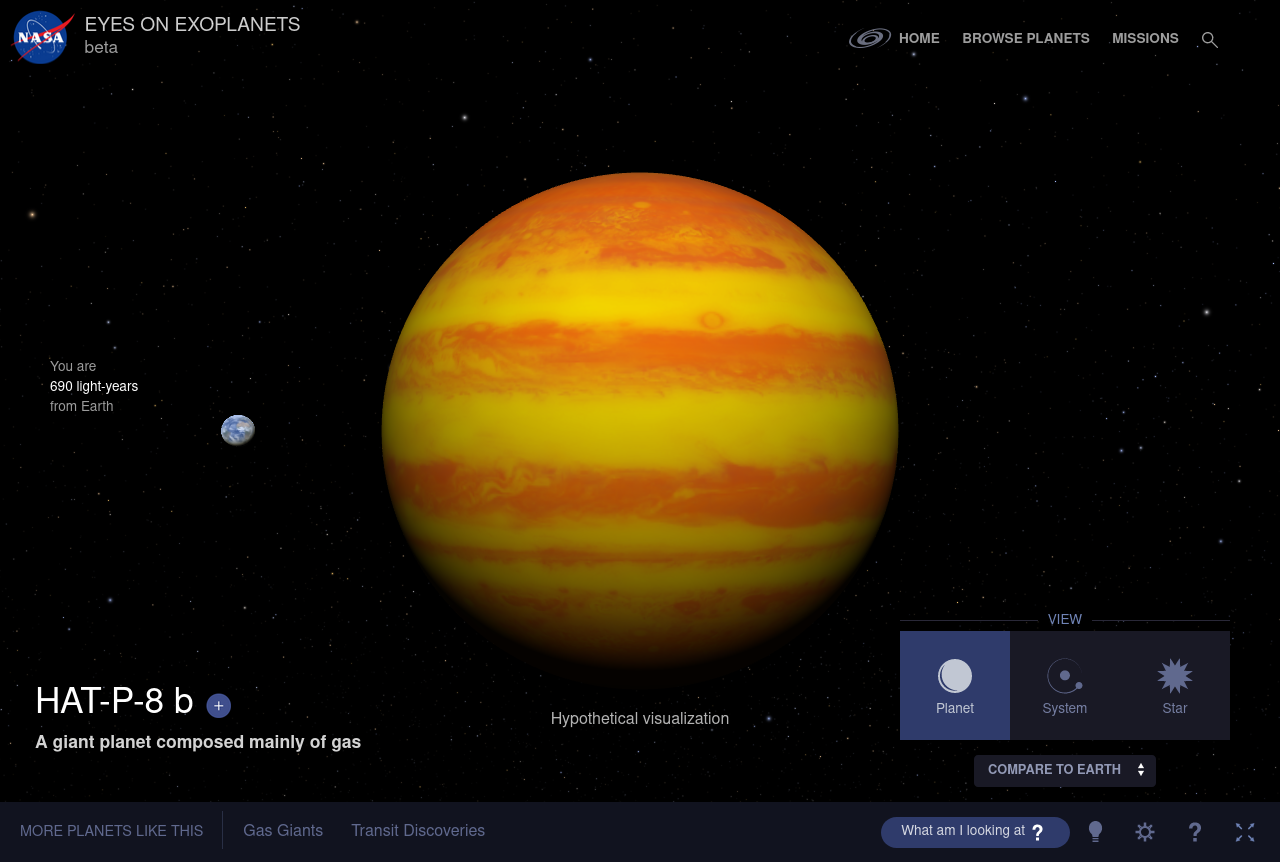 NASA
EYES ON EXOPLANETS
beta
HOME
BROWSE PLANETS
MISSIONS
You are
690 light-years
from Earth
HAT-P-8 b +
A giant planet composed mainly of gas
Hypothetical visualization
VIEW
Planet
System
Star
COMPARE TO EARTH
MORE PLANETS LIKE THIS
Gas Giants
Transit Discoveries
What am I looking at ?
?